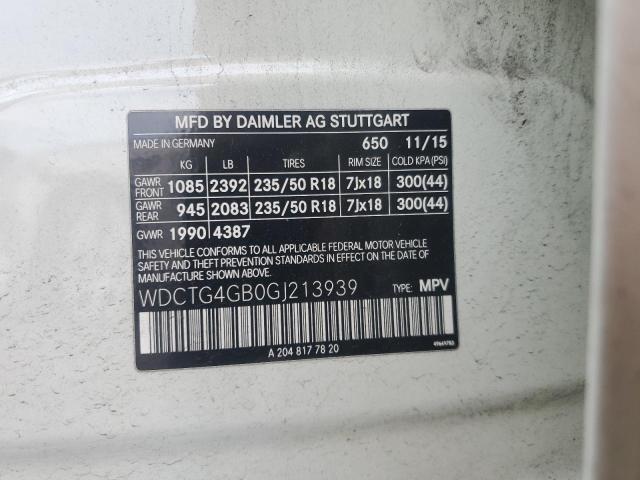 MFD BY DAIMLER AG STUTTGART
MADE IN GERMANY 650 11/15
KG LB TIRES RIM SIZE COLD KPA(PSI)
GAWR FRONT 1085 2392 235/50 R18 7Jx18 300(44)
GAWR REAR 945 2083 235/50 R18 7Jx18 300(44)
GVWR 1990 4387
THIS VEHICLE CONFORMS TO ALL APPLICABLE FEDERAL MOTOR VEHICLE
SAFETY, BUMPER AND THEFT PREVENTION STANDARDS IN EFFECT ON THE
DATE OF MANUFACTURE SHOWN ABOVE.
WDCTG4GB0GJ213939 TYPE: MPV
A 204 817 78 20